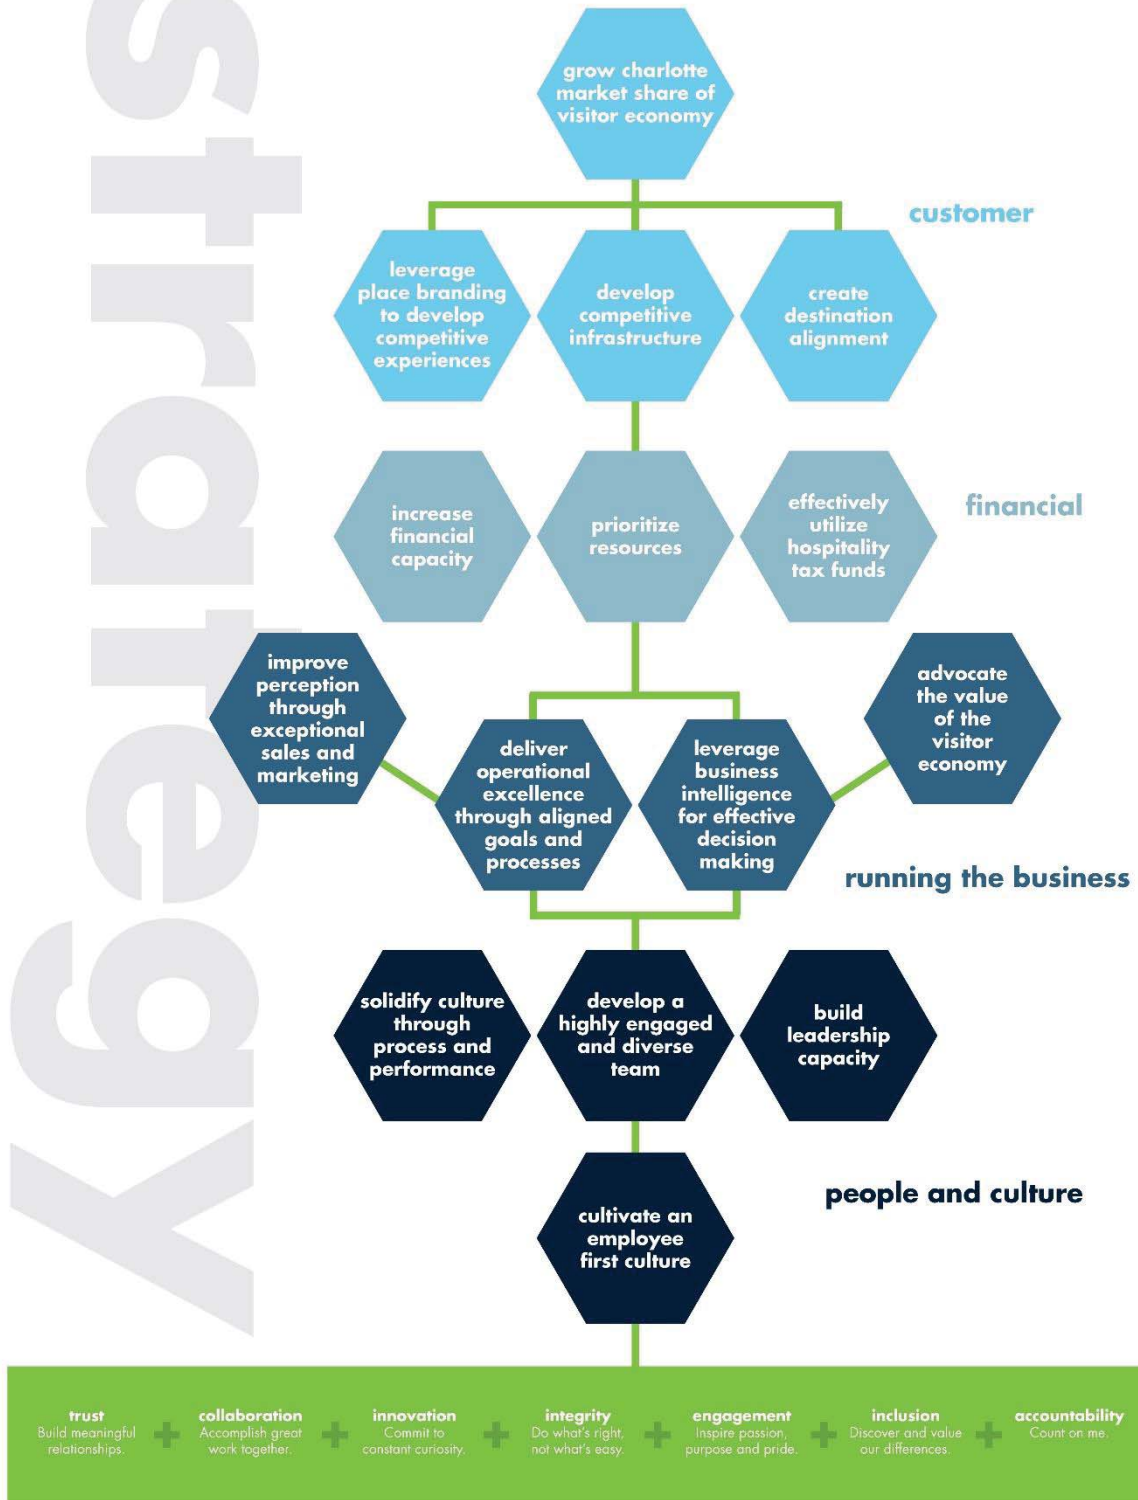 strategy
grow charlotte
market share of
visitor economy
customer
leverage
place branding
to develop
competitive
experiences
develop
competitive
infrastructure
create
destination
alignment
increase
financial
capacity
prioritize
resources
effectively
utilize
hospitality
tax funds
financial
improve
perception
through
exceptional
sales and
marketing
deliver
operational
excellence
through aligned
goals and
processes
leverage
business
intelligence
for effective
decision
making
advocate
the value
of the
visitor
economy
running the business
solidify culture
through
process and
performance
develop a
highly engaged
and diverse
team
build
leadership
capacity
people and culture
cultivate an
employee
first culture
trust
Build meaningful
relationships.
+
collaboration
Accomplish great
work together.
+
innovation
Commit to
constant curiosity.
+
integrity
Do what's right,
not what's easy.
+
engagement
Inspire passion,
purpose and pride.
+
inclusion
Discover and value
our differences.
+
accountability
Count on me.